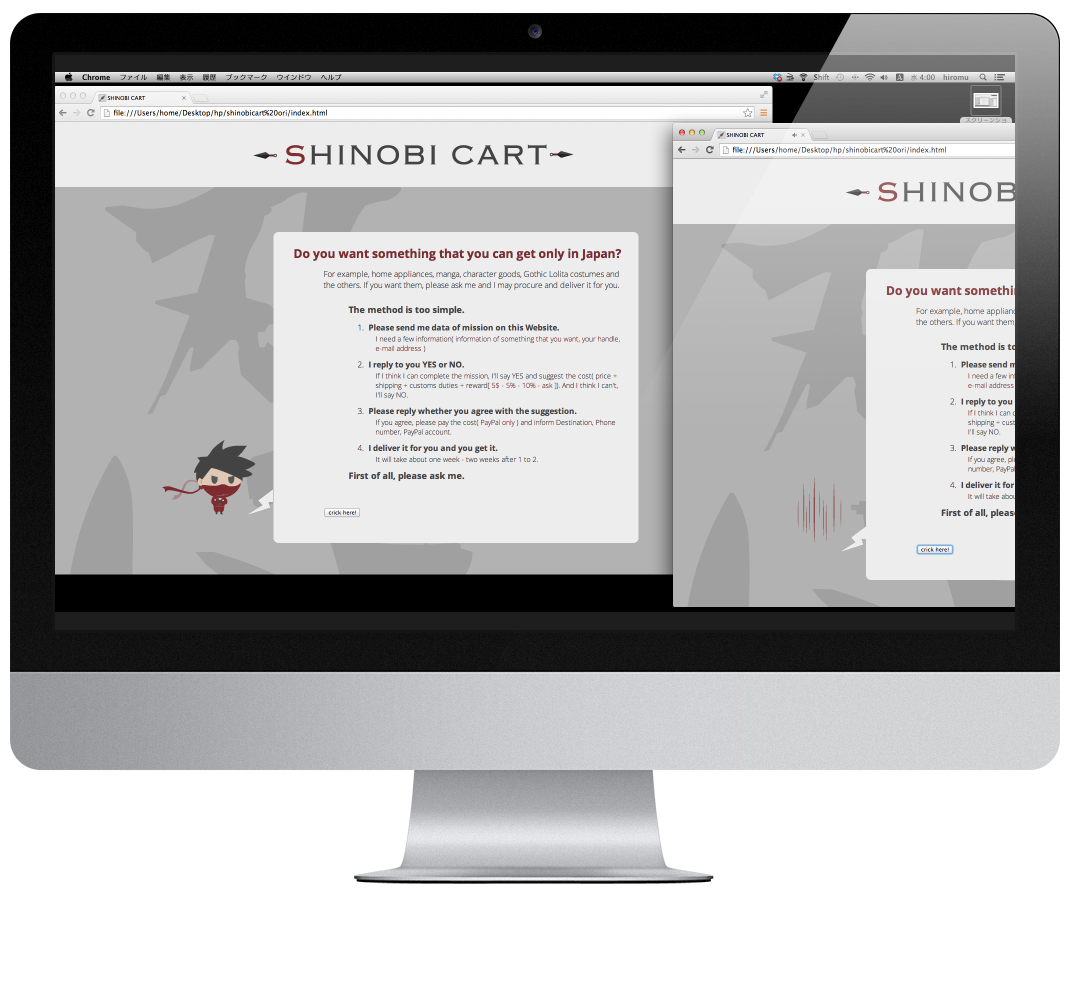 Chrome ファイル 編集 表示 履歴 ブックマーク ウインドウ ヘルプ
Shift A 水 4:00 hiromu
SHINOBI CART
file:///Users/home/Desktop/hp/shinobicart%20ori/index.html
SHINOBI CART
Do you want something that you can get only in Japan?
For example, home appliances, manga, character goods, Gothic Lolita costumes and
the others. If you want them, please ask me and I may procure and deliver it for you.
The method is too simple.
1. Please send me data of mission on this Website.
I need a few information( information of something that you want, your handle,
e-mail address )
2. I reply to you YES or NO.
If I think I can complete the mission, I'll say YES and suggest the cost( price +
shipping + customs duties + reward[ 5$ - 5% - 10% - ask ]). And I think I can't,
I'll say NO.
3. Please reply whether you agree with the suggestion.
If you agree, please pay the cost( PayPal only ) and inform Destination, Phone
number, PayPal account.
4. I deliver it for you and you get it.
It will take about one week - two weeks after 1 to 2.
First of all, please ask me.
crick here!
スクリーンショ
SHINOBI CART
file:///Users/home/Desktop/hp/shinobicart%20ori/index.html
SHINOB
Do you want somethi
For example, home applianc
the others. If you want them,
The method is to
1. Please send m
I need a few in
e-mail address
2. I reply to you
If I think I can c
shipping + cust
I'll say NO.
3. Please reply w
If you agree, pl
number, PayPa
4. I deliver it for
It will take abou
First of all, pleas
crick here!